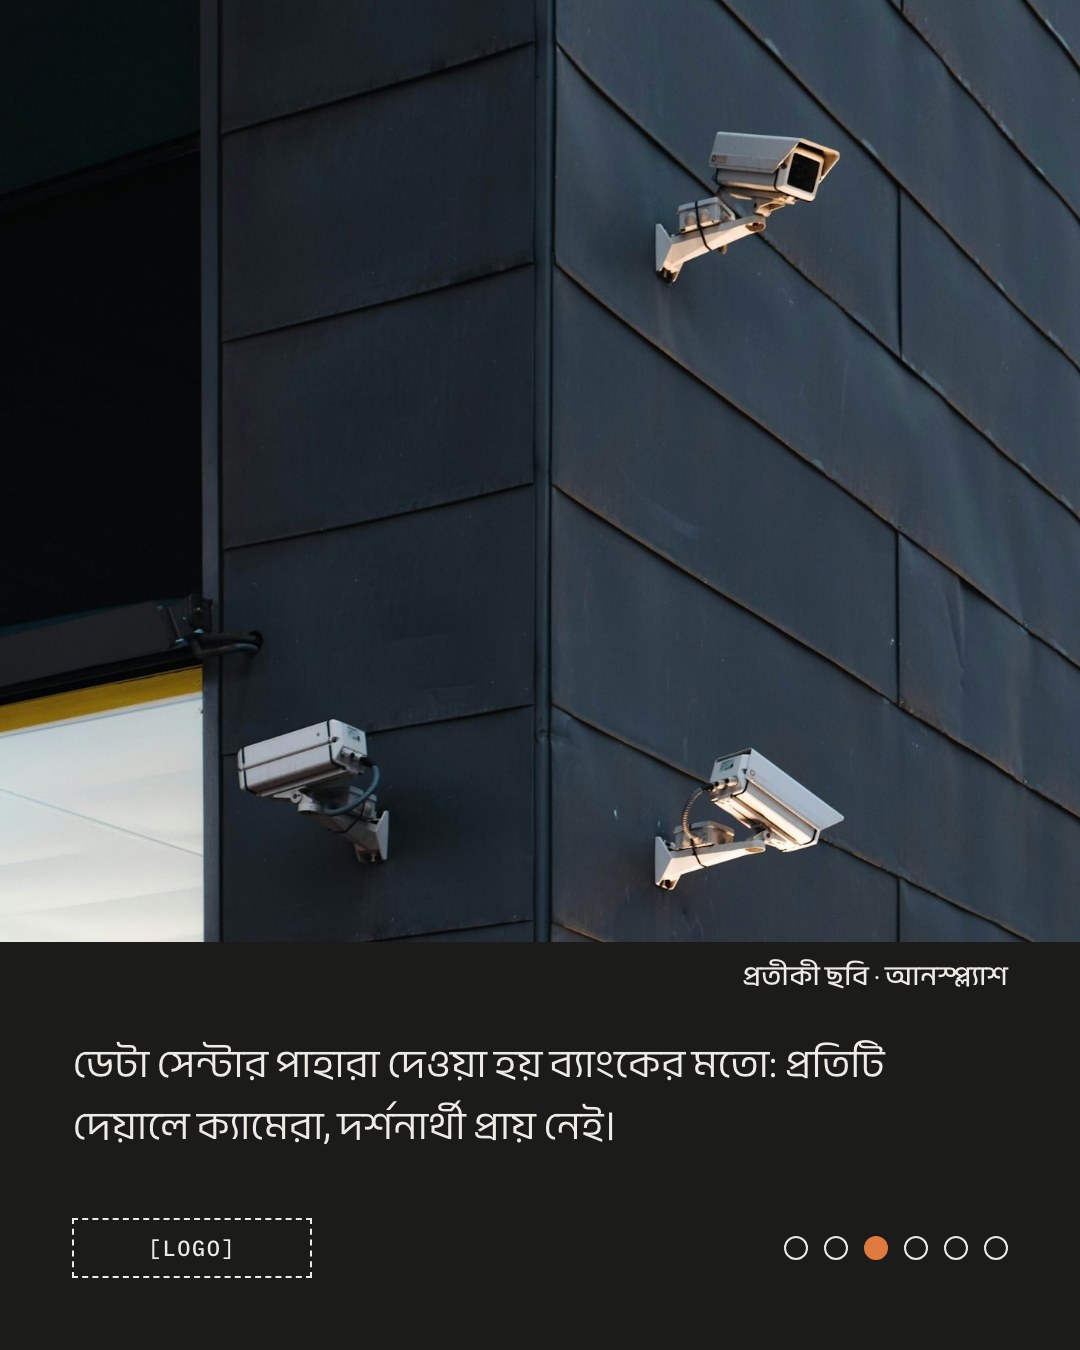 প্রতীকী ছবি · আনস্প্ল্যাশ
ডেটা সেন্টার পাহারা দেওয়া হয় ব্যাংকের মতো: প্রতিটি
দেয়ালে ক্যামেরা, দর্শনার্থী প্রায় নেই।
[LOGO]